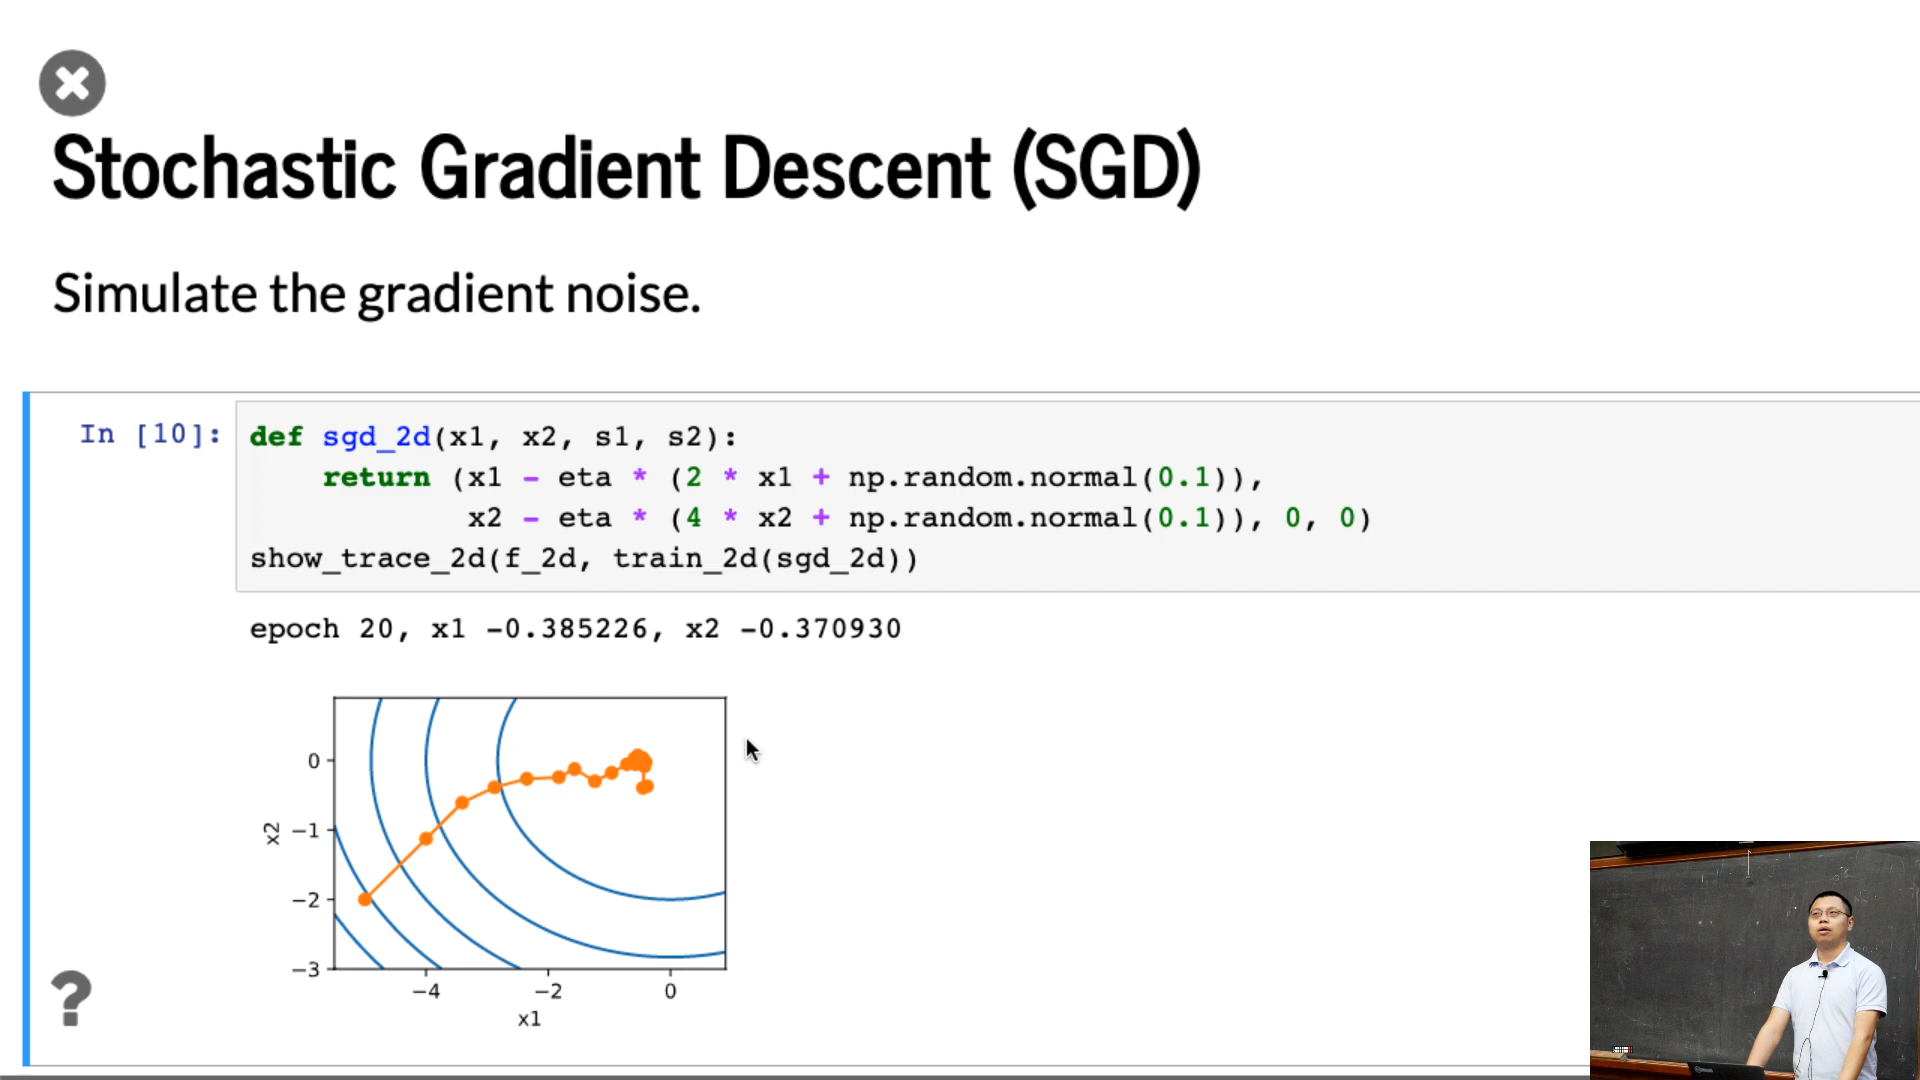 Stochastic Gradient Descent (SGD)
Simulate the gradient noise.
In [10]:
def sgd_2d(x1, x2, s1, s2):
    return (x1 - eta * (2 * x1 + np.random.normal(0.1)),
            x2 - eta * (4 * x2 + np.random.normal(0.1)), 0, 0)
show_trace_2d(f_2d, train_2d(sgd_2d))
epoch 20, x1 -0.385226, x2 -0.370930
0
−1
−2
−3
x2
−4 −2 0
x1
?